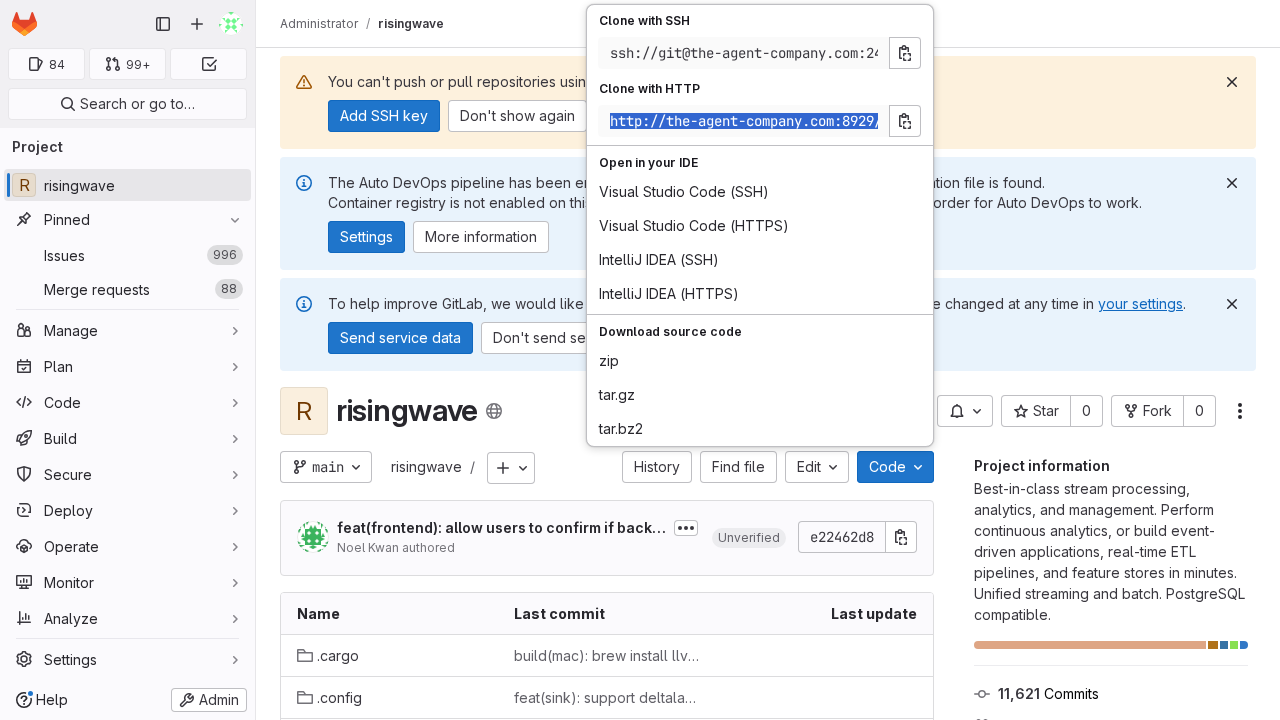 Administrator / risingwave
84
99+
Search or go to…
Project
R risingwave
Pinned
Issues 996
Merge requests 88
Manage
Plan
Code
Build
Secure
Deploy
Operate
Monitor
Analyze
Settings
Help
Admin
You can't push or pull repositories usin
Add SSH key
Don't show again
The Auto DevOps pipeline has been en
ation file is found.
Container registry is not enabled on thi
order for Auto DevOps to work.
Settings
More information
To help improve GitLab, we would like
e changed at any time in your settings.
Send service data
Don't send se
Clone with SSH
ssh://git@the-agent-company.com:24
Clone with HTTP
http://the-agent-company.com:8929/
Open in your IDE
Visual Studio Code (SSH)
Visual Studio Code (HTTPS)
IntelliJ IDEA (SSH)
IntelliJ IDEA (HTTPS)
Download source code
zip
tar.gz
tar.bz2
R risingwave
Star 0
Fork 0
main
risingwave /
History
Find file
Edit
Code
feat(frontend): allow users to confirm if back…
Noel Kwan authored
Unverified
e22462d8
Name Last commit Last update
.cargo build(mac): brew install llv…
.config feat(sink): support deltala…
Project information
Best-in-class stream processing,
analytics, and management. Perform
continuous analytics, or build event-
driven applications, real-time ETL
pipelines, and feature stores in minutes.
Unified streaming and batch. PostgreSQL
compatible.
11,621 Commits